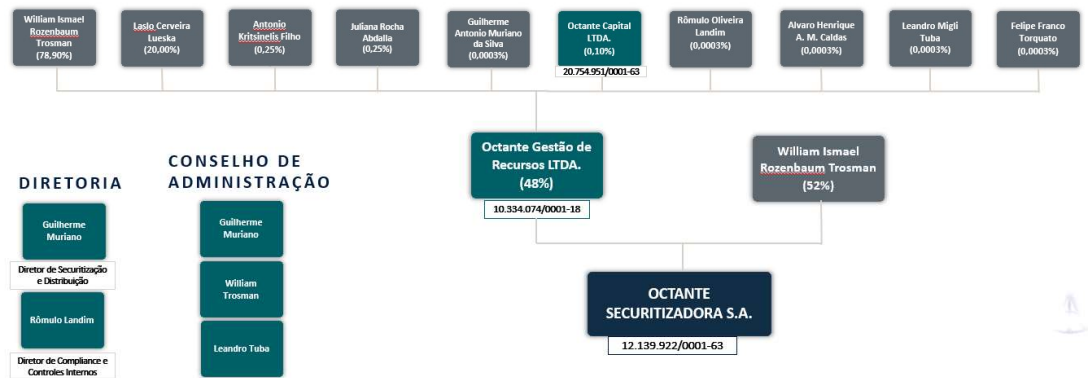 William Ismael
Rozenbaum
Trosman
(78,90%)
Laslo Cerveira
Lueska
(20,00%)
Antonio
Kritsinelis Filho
(0,25%)
Juliana Rocha
Abdalla
(0,25%)
Guilherme
Antonio Muriano
da Silva
(0,0003%)
Octante Capital
LTDA.
(0,10%)
20.754.951/0001-63
Rômulo Oliveira
Landim
(0,0003%)
Alvaro Henrique
A. M. Caldas
(0,0003%)
Leandro Migli
Tuba
(0,0003%)
Felipe Franco
Torquato
(0,0003%)
Octante Gestão de
Recursos LTDA.
(48%)
10.334.074/0001-18
William Ismael
Rozenbaum Trosman
(52%)
DIRETORIA
Guilherme
Muriano
Diretor de Securitização
e Distribuição
Rômulo Landim
Diretor de Compliance e
Controles Internos
CONSELHO DE
ADMINISTRAÇÃO
Guilherme
Muriano
William
Trosman
Leandro Tuba
OCTANTE
SECURITIZADORA S.A.
12.139.922/0001-63